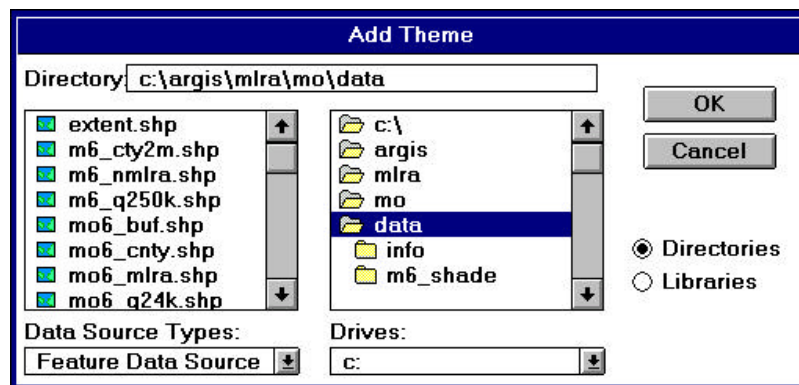 Add Theme
Directory: c:\argis\mlra\mo\data
extent.shp
m6_cty2m.shp
m6_nmlra.shp
m6_q250k.shp
mo6_buf.shp
mo6_cnty.shp
mo6_mlra.shp
mo6_q24k.shp
c:\
argis
mlra
mo
data
info
m6_shade
OK
Cancel
Directories
Libraries
Data Source Types:
Feature Data Source
Drives:
c: